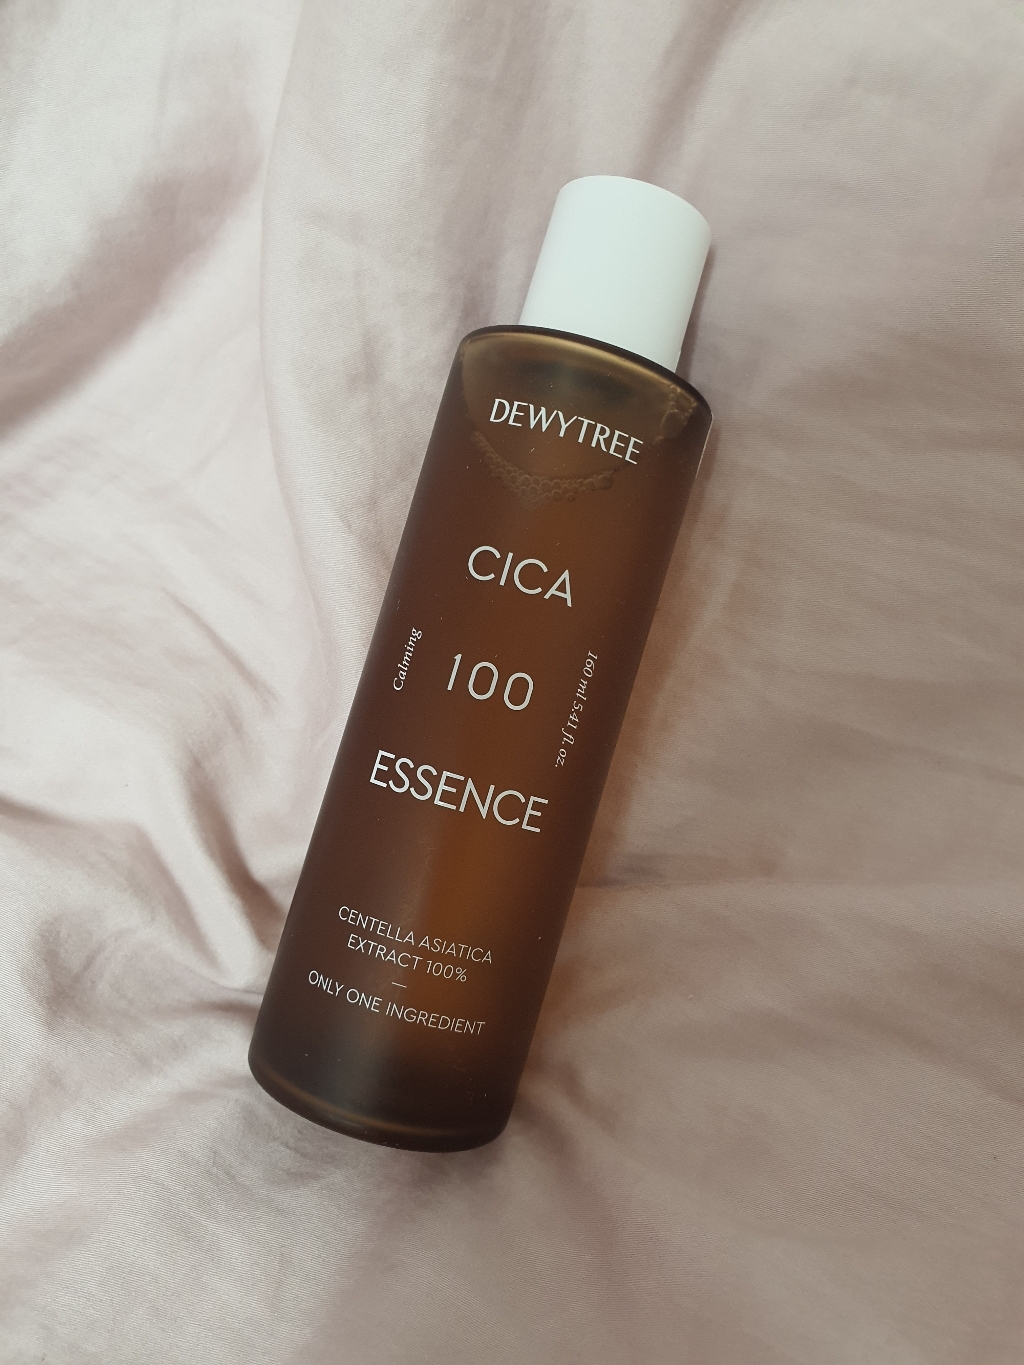 DEWYTREE
CICA
Calming
100
160 ml 5.41 fl. oz.
ESSENCE
CENTELLA ASIATICA
EXTRACT 100%
—
ONLY ONE INGREDIENT